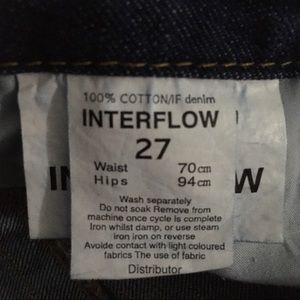 100% COTTON/IF denim
INTERFLOW
27
Waist 70cm
Hips 94cm
Wash separately
Do not soak Remove from
machine once cycle is complete
Iron whilst damp, or use steam
iron steam iron on reverse
Avoide contact with light coloured
fabrics The use of fabric
Distributor